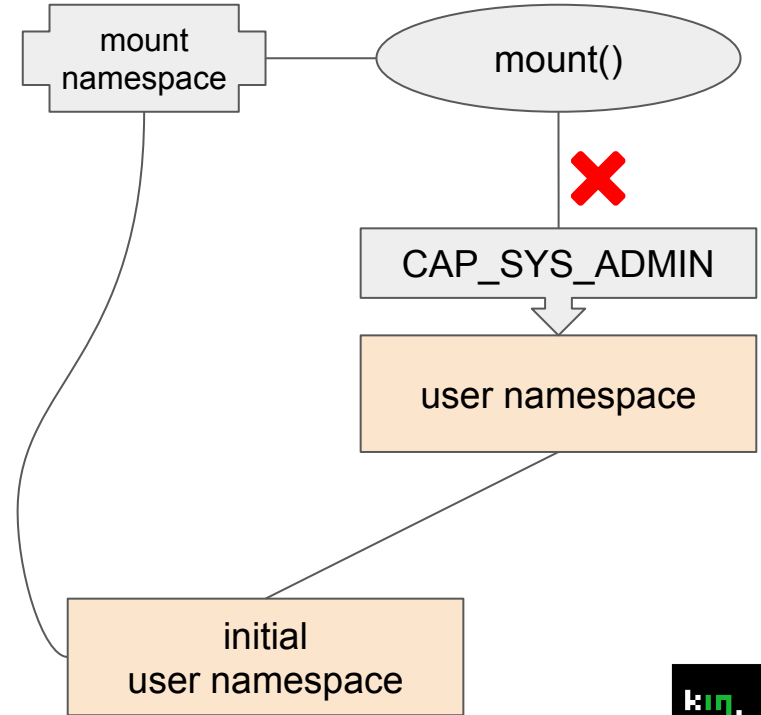 mount
namespace
mount()
CAP_SYS_ADMIN
user namespace
initial
user namespace